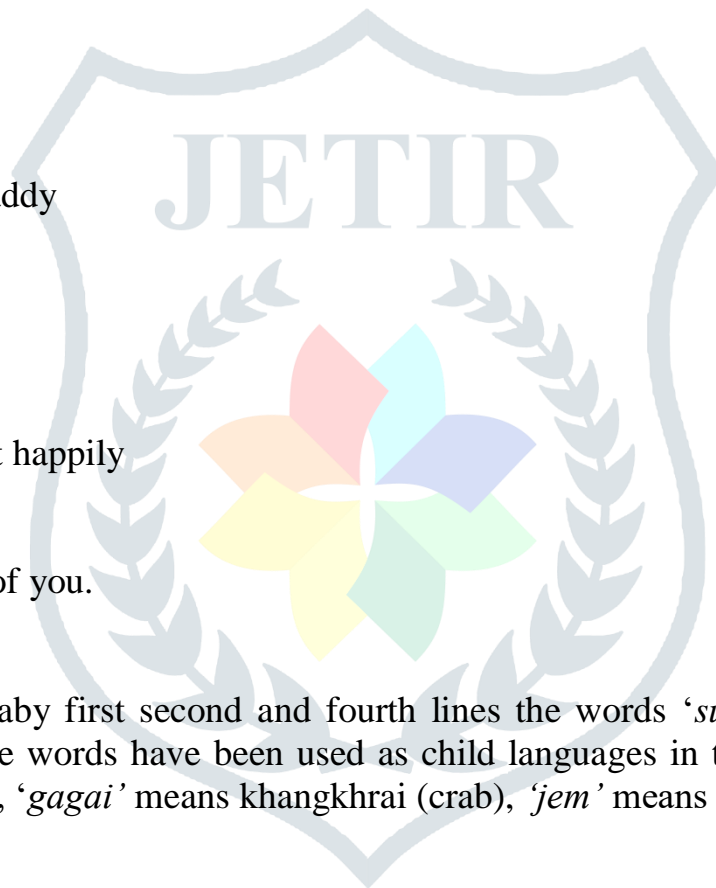 JETIR
ddy
t happily
of you.
aby first second and fourth lines the words ‘su
e words have been used as child languages in t
, ‘gagai’ means khangkhrai (crab), ‘jem’ means